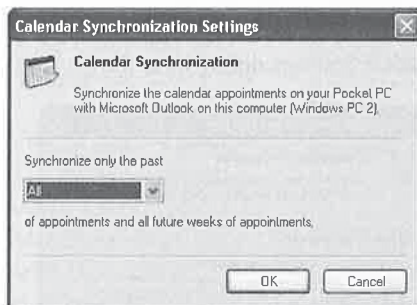 Calendar Synchronization Settings
Calendar Synchronization
Synchronize the calendar appointments on your Pocket PC
with Microsoft Outlook on this computer (Windows PC 2).
Synchronize only the past
All
of appointments and all future weeks of appointments.
OK
Cancel